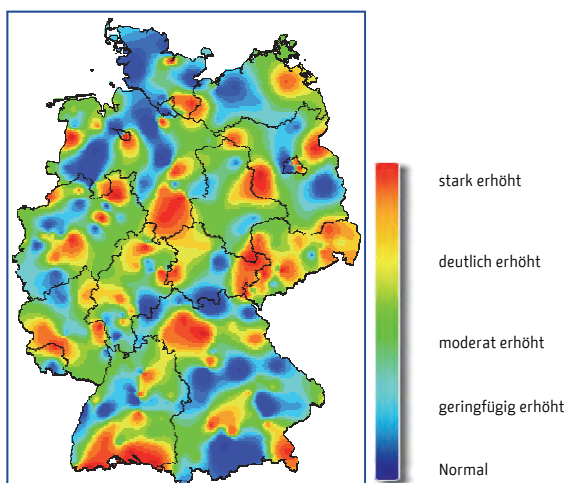 stark erhöht
deutlich erhöht
moderat erhöht
geringfügig erhöht
Normal